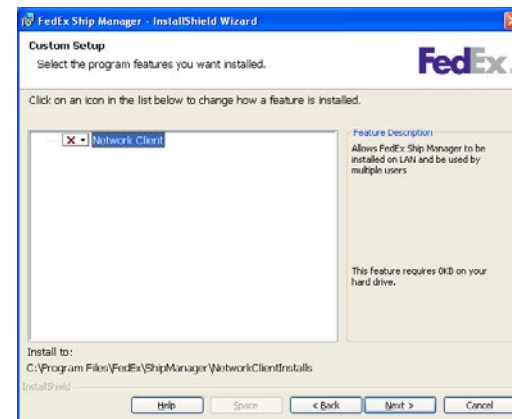 FedEx Ship Manager - InstallShield Wizard
Custom Setup
Select the program features you want installed.
FedEx
Click on an icon in the list below to change how a feature is installed.
Network Client
Feature Description
Allows FedEx Ship Manager to be
installed on LAN and be used by
multiple users
This feature requires 0KB on your
hard drive.
Install to:
C:\Program Files\FedEx\ShipManager\NetworkClientInstalls
InstallShield
Help
Space
< Back
Next >
Cancel